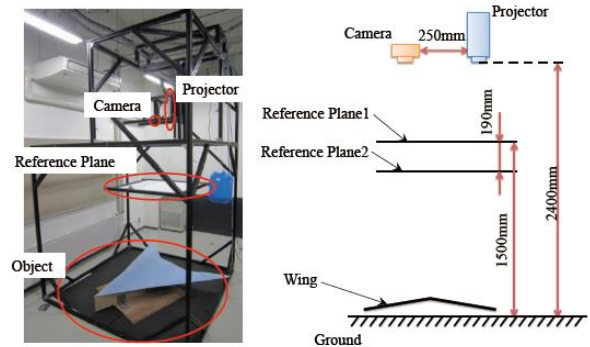 Camera
Projector
Reference Plane
Object
Projector
Camera
250mm
Reference Plane1
Reference Plane2
190mm
1500mm
2400mm
Wing
Ground